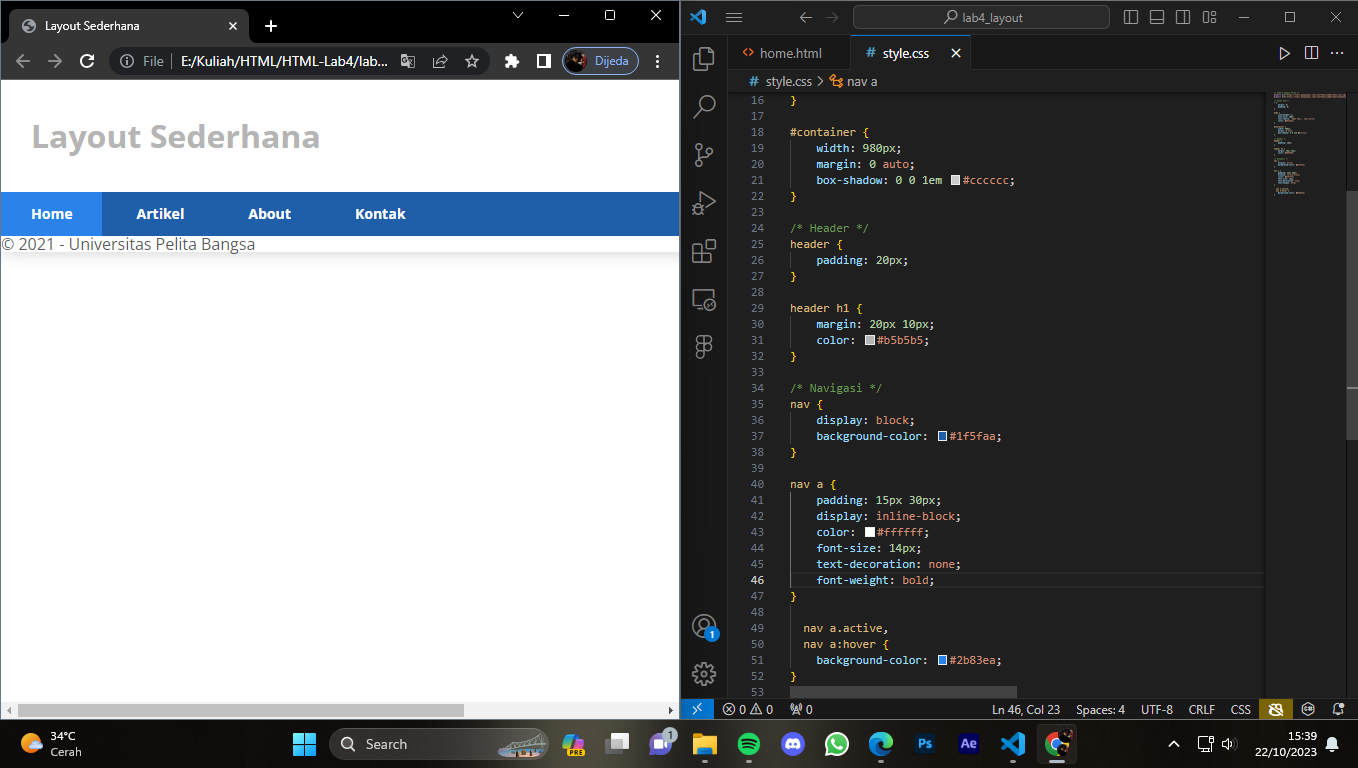 Layout Sederhana
File
E:/Kuliah/HTML/HTML-Lab4/lab...
Dijeda
Layout Sederhana
Home
Artikel
About
Kontak
© 2021 - Universitas Pelita Bangsa
lab4_layout
home.html
# style.css
# style.css > nav a
16 }
17
18 #container {
19 width: 980px;
20 margin: 0 auto;
21 box-shadow: 0 0 1em #cccccc;
22 }
23
24 /* Header */
25 header {
26 padding: 20px;
27 }
28
29 header h1 {
30 margin: 20px 10px;
31 color: #b5b5b5;
32 }
33
34 /* Navigasi */
35 nav {
36 display: block;
37 background-color: #1f5faa;
38 }
39
40 nav a {
41 padding: 15px 30px;
42 display: inline-block;
43 color: #ffffff;
44 font-size: 14px;
45 text-decoration: none;
46 font-weight: bold;
47 }
48
49 nav a.active,
50 nav a:hover {
51 background-color: #2b83ea;
52 }
53
1
0 0 0 Ln 46, Col 23 Spaces: 4 UTF-8 CRLF CSS
34°C
Cerah
Search
PRE
1
Ps
Ae
15:39
22/10/2023